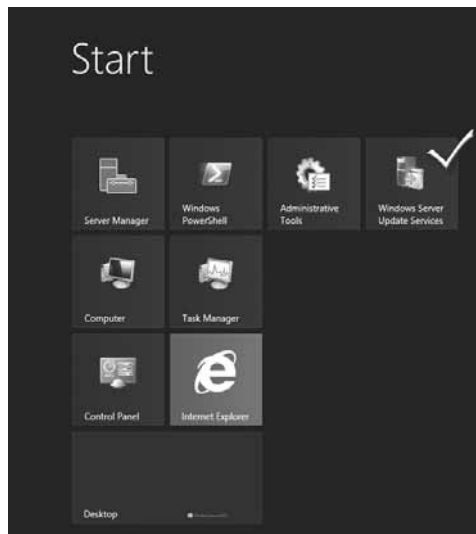 Start
Server Manager
Windows
PowerShell
Administrative
Tools
Windows Server
Update Services
Computer
Task Manager
Control Panel
Internet Explorer
Desktop